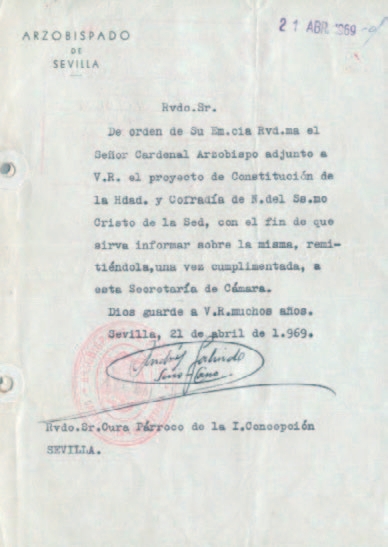 ARZOBISPADO
DE
SEVILLA
21 ABR. 1969
Rvdo.Sr.
De orden de Su Em.cia Rvd.ma el
Señor Cardenal Arzobispo adjunto a
V.R. el proyecto de Constitución de
la Hdad. y Cofradía de N.del Ss.mo
Cristo de la Sed, con el fin de que
sirva informar sobre la misma, remi-
tiéndola,una vez cumplimentada, a
esta Secretaría de Cámara.
Dios guarde a V.R.muchos años.
Sevilla, 21 de abril de 1.969.
Andrés Galindo
Hvdo.Sr.Cura Párroco de la I.Concepción
SEVILLA.